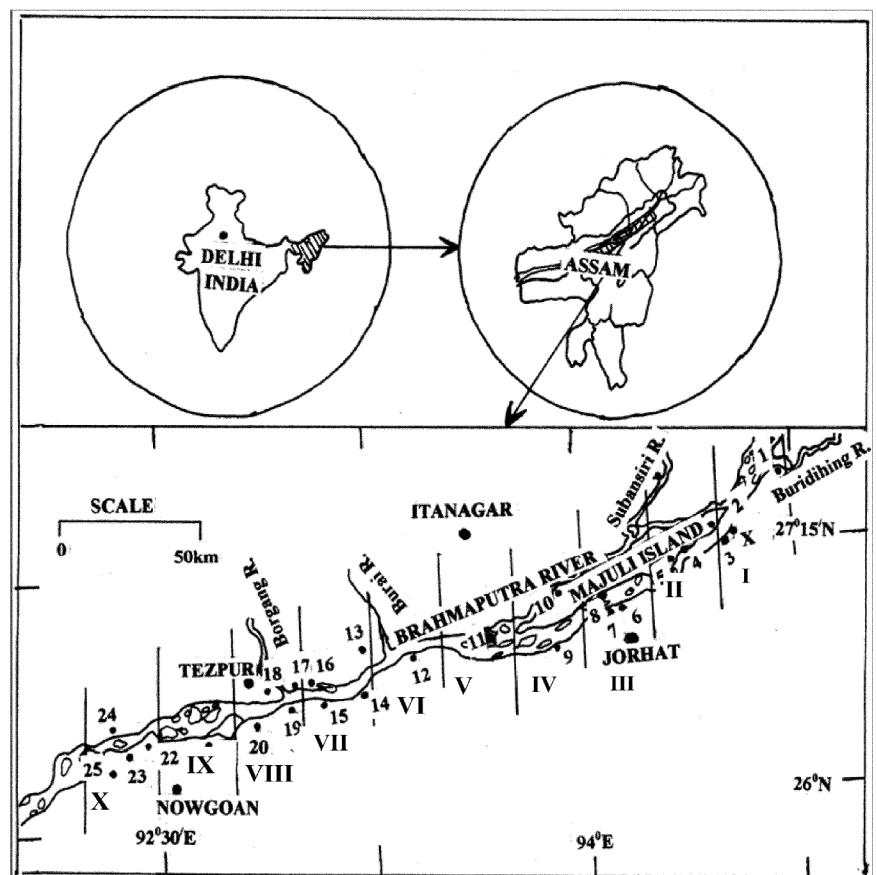 DELHI
INDIA
ASSAM
SCALE
0 50km
ITANAGAR
Subansiri R.
Buridihing R.
27°15'N
Borgang R.
Burai R.
BRAHMAPUTRA RIVER
MAJULI ISLAND
1
2
X
3
I
4
5
II
6
7
8
JORHAT
III
9
10
IV
11
V
12
VI
13
14
15
VII
16
17
18
TEZPUR
19
20
VIII
IX
22
23
24
25
X
NOWGOAN
26°N
92°30'E
94°E